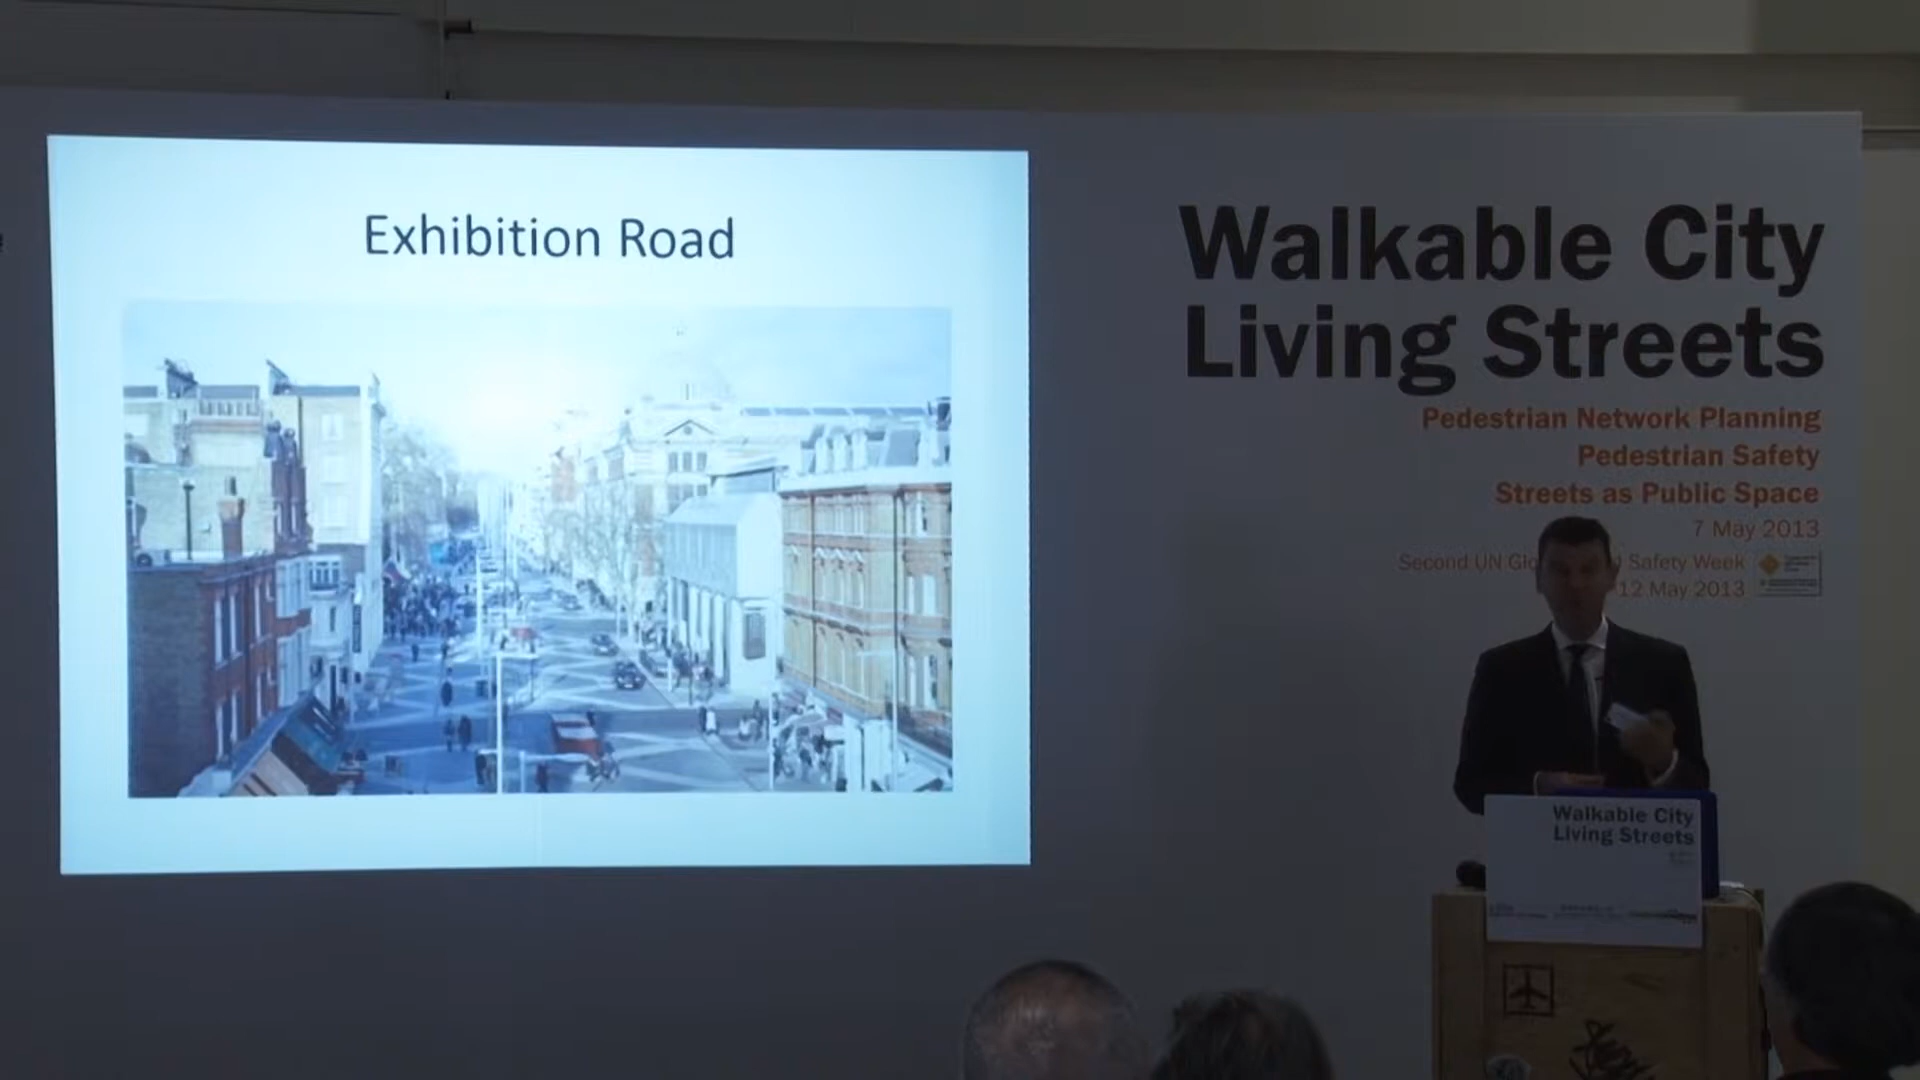 Exhibition Road
Walkable City
Living Streets
Pedestrian Network Planning
Pedestrian Safety
Streets as Public Space
7 May 2013
Second UN Safety Week
12 May 2013
Walkable City
Living Streets